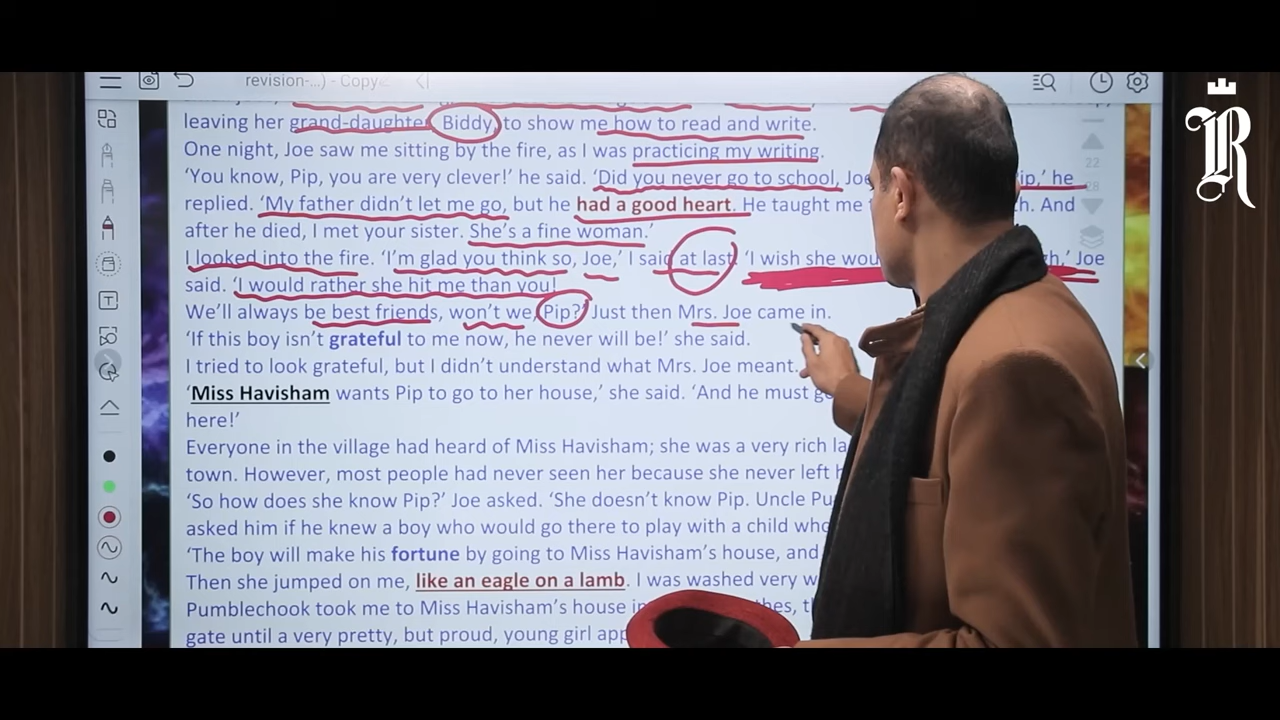 revision-...) - Copy
leaving her grand-daughter Biddy, to show me how to read and write.
One night, Joe saw me sitting by the fire, as I was practicing my writing.
‘You know, Pip, you are very clever!’ he said. ‘Did you never go to school, Joe
ip,’ he
replied. ‘My father didn’t let me go, but he had a good heart. He taught me
And
after he died, I met your sister. She’s a fine woman.’
I looked into the fire. ‘I’m glad you think so, Joe,’ I said at last. ‘I wish she
Joe
said. ‘I would rather she hit me than you!
We’ll always be best friends, won’t we, Pip?’ Just then Mrs. Joe came in.
‘If this boy isn’t grateful to me now, he never will be!’ she said.
I tried to look grateful, but I didn’t understand what Mrs. Joe meant.
‘Miss Havisham wants Pip to go to her house,’ she said. ‘And he must
here!’
Everyone in the village had heard of Miss Havisham; she was a very rich
town. However, most people had never seen her because she never left
‘So how does she know Pip?’ Joe asked. ‘She doesn’t know Pip. Uncle
asked him if he knew a boy who would go there to play with a child
‘The boy will make his fortune by going to Miss Havisham’s house, and
Then she jumped on me, like an eagle on a lamb. I was washed very
Pumblechook took me to Miss Havisham’s house
gate until a very pretty, but proud, young girl
22
28
R